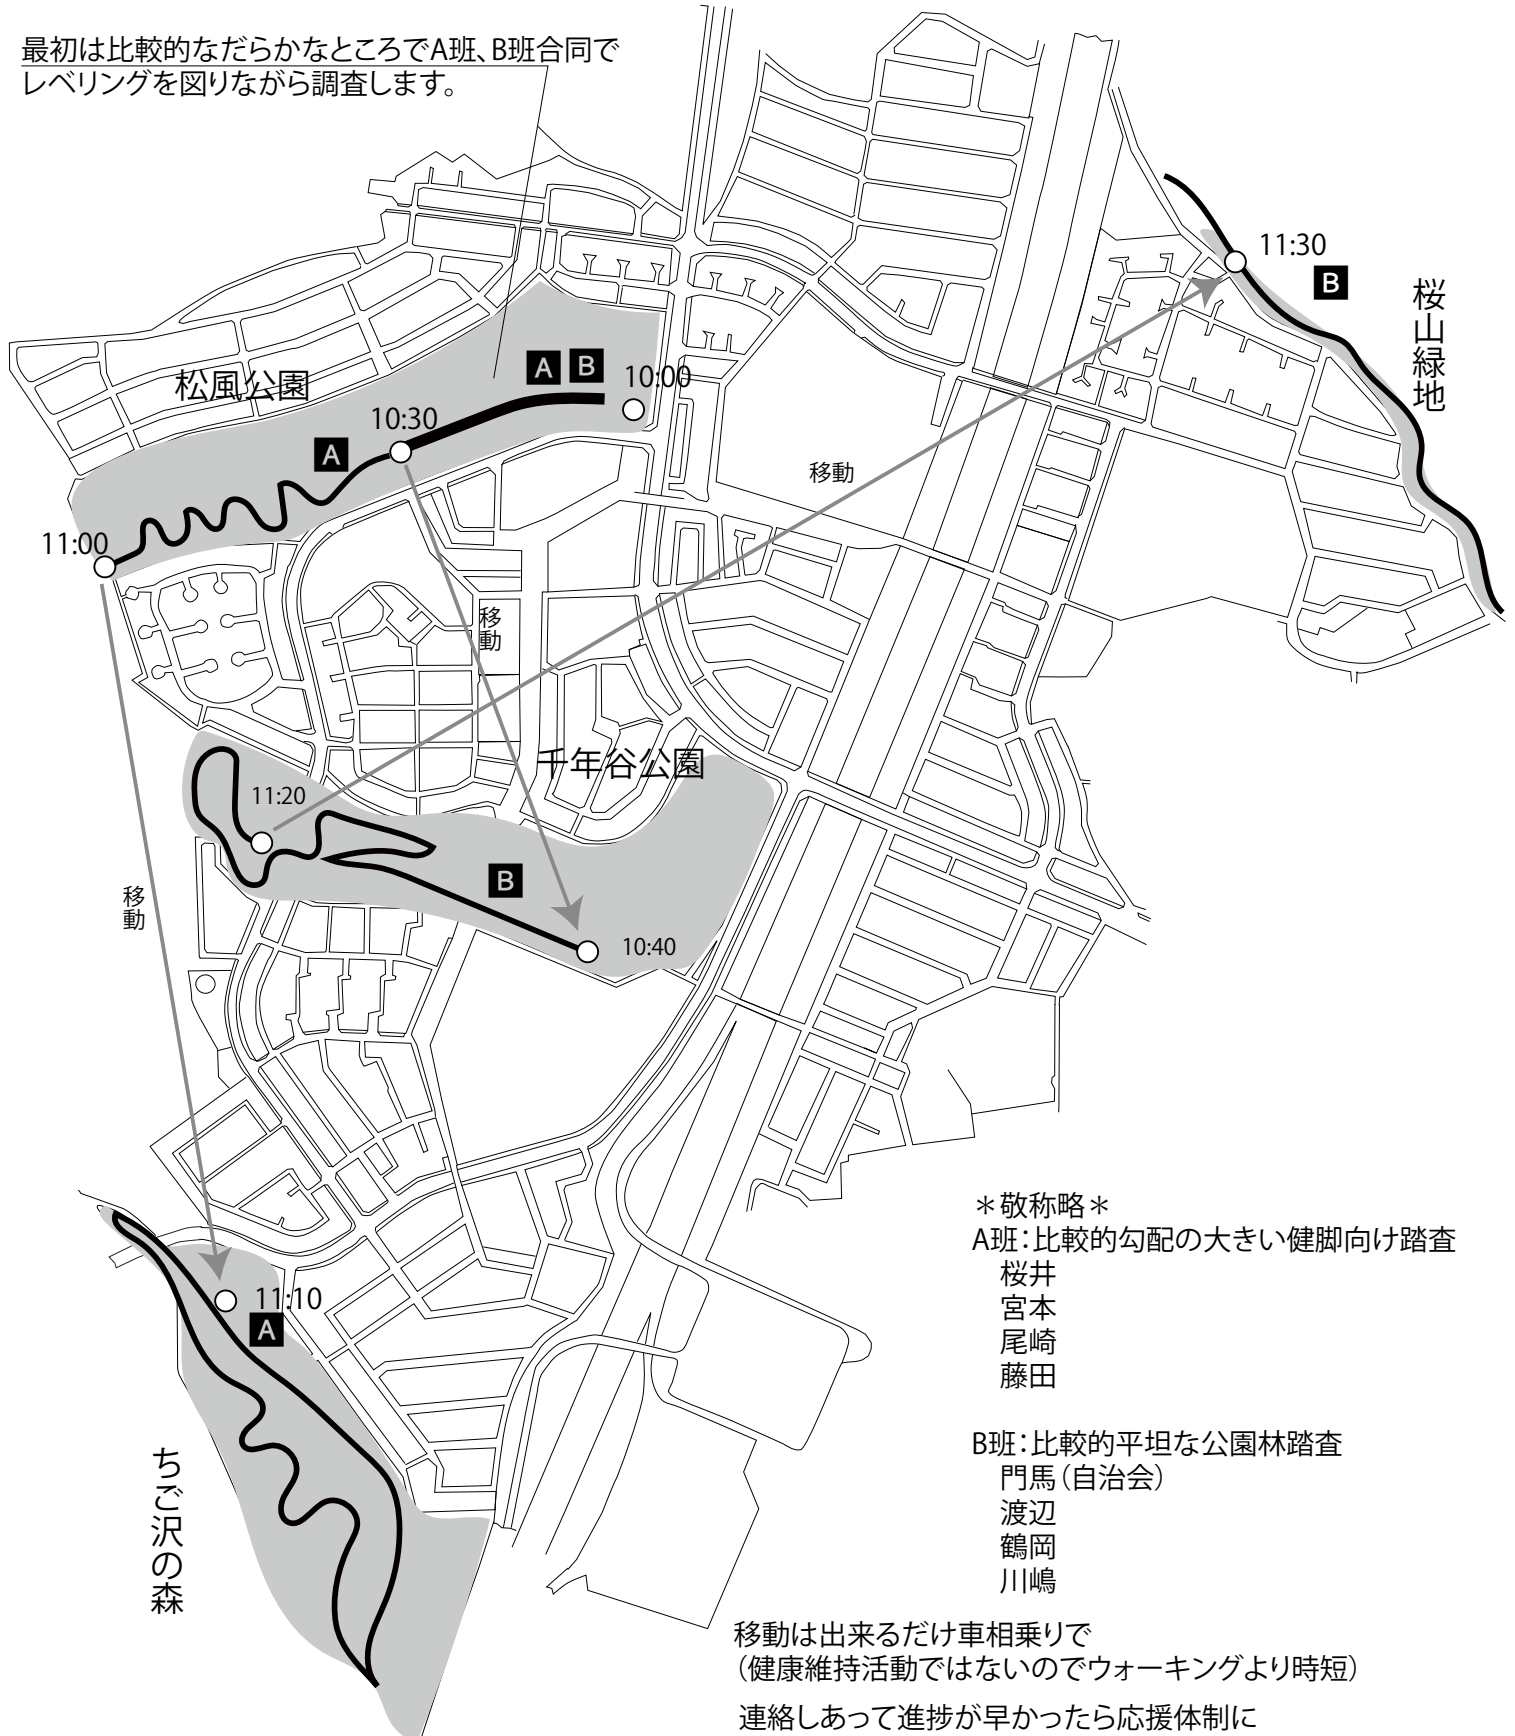 最初は比較的なだらかなところでA班、B班合同で
レベリングを図りながら調査します。
11:30
B
桜山緑地
松風公園
A B
10:00
10:30
A
移動
11:00
移動
千年谷公園
11:20
B
移動
10:40
11:10
A
ちご沢の森
＊敬称略＊
A班：比較的勾配の大きい健脚向け踏査
桜井
宮本
尾崎
藤田
B班：比較的平坦な公園林踏査
門馬（自治会）
渡辺
鶴岡
川嶋
移動は出来るだけ車相乗りで
（健康維持活動ではないのでウォーキングより時短）
連絡しあって進捗が早かったら応援体制に